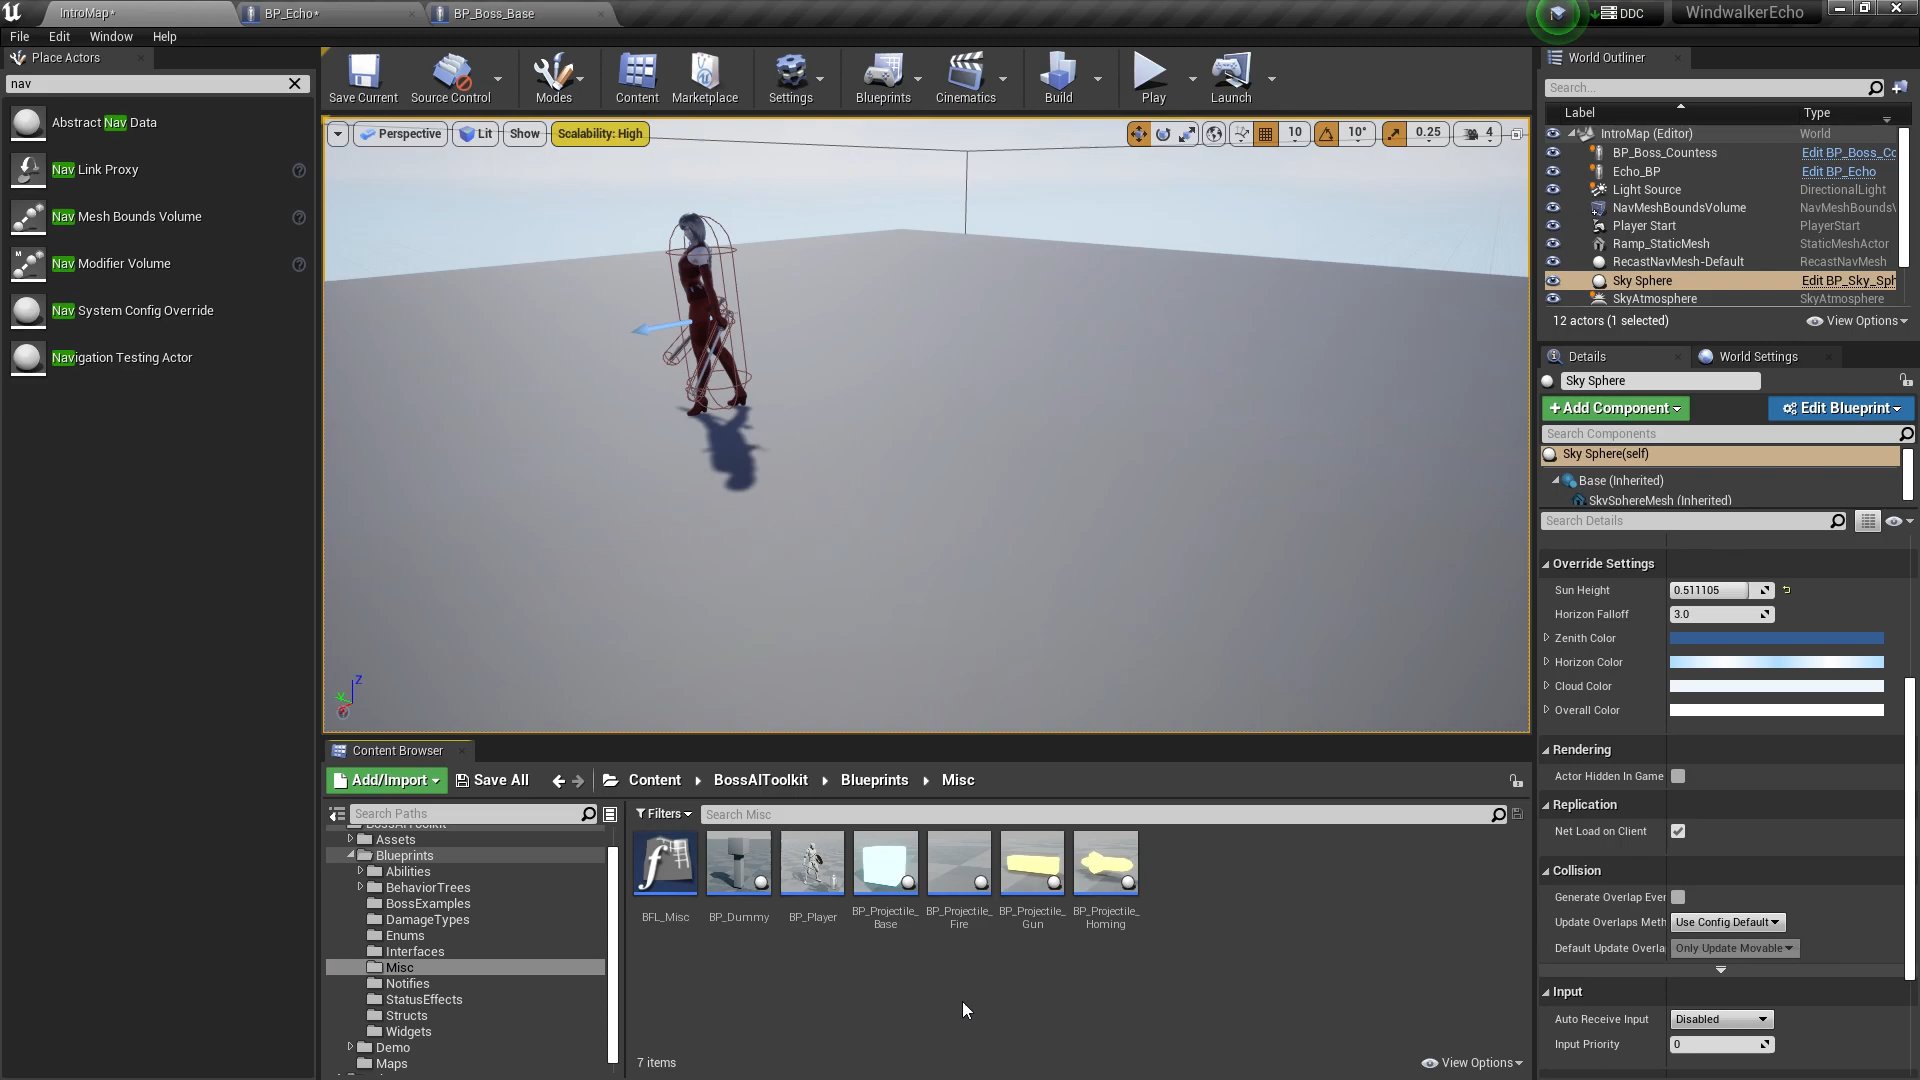 IntroMap*
BP_Echo*
BP_Boss_Base
DDC
WindwalkerEcho
File
Edit
Window
Help
Place Actors
nav
Abstract Nav Data
Nav Link Proxy
Nav Mesh Bounds Volume
Nav Modifier Volume
Nav System Config Override
Navigation Testing Actor
Save Current
Source Control
Modes
Content
Marketplace
Settings
Blueprints
Cinematics
Build
Play
Launch
Perspective
Lit
Show
Scalability: High
10
10°
0.25
4
Z
World Outliner
Search...
Label
Type
IntroMap (Editor)
World
BP_Boss_Countess
Edit BP_Boss_Co
Echo_BP
Edit BP_Echo
Light Source
DirectionalLight
NavMeshBoundsVolume
NavMeshBoundsV
Player Start
PlayerStart
Ramp_StaticMesh
StaticMeshActor
RecastNavMesh-Default
RecastNavMesh
Sky Sphere
Edit BP_Sky_Sph
SkyAtmosphere
SkyAtmosphere
12 actors (1 selected)
View Options
Details
World Settings
Sky Sphere
+Add Component
Edit Blueprint
Search Components
Sky Sphere(self)
Base (Inherited)
SkySphereMesh (Inherited)
Search Details
Override Settings
Sun Height
0.511105
Horizon Falloff
3.0
Zenith Color
Horizon Color
Cloud Color
Overall Color
Rendering
Actor Hidden In Game
Replication
Net Load on Client
Collision
Generate Overlap Even
Update Overlaps Meth
Use Config Default
Default Update Overla
Only Update Movable
Input
Auto Receive Input
Disabled
Input Priority
0
Content Browser
Add/Import
Save All
Content
BossAIToolkit
Blueprints
Misc
Search Paths
Filters
Search Misc
BossAIToolkit
Assets
Blueprints
Abilities
BehaviorTrees
BossExamples
DamageTypes
Enums
Interfaces
Misc
Notifies
StatusEffects
Structs
Widgets
Demo
Maps
BFL_Misc
BP_Dummy
BP_Player
BP_Projectile_
Base
BP_Projectile_
Fire
BP_Projectile_
Gun
BP_Projectile_
Homing
7 items
View Options